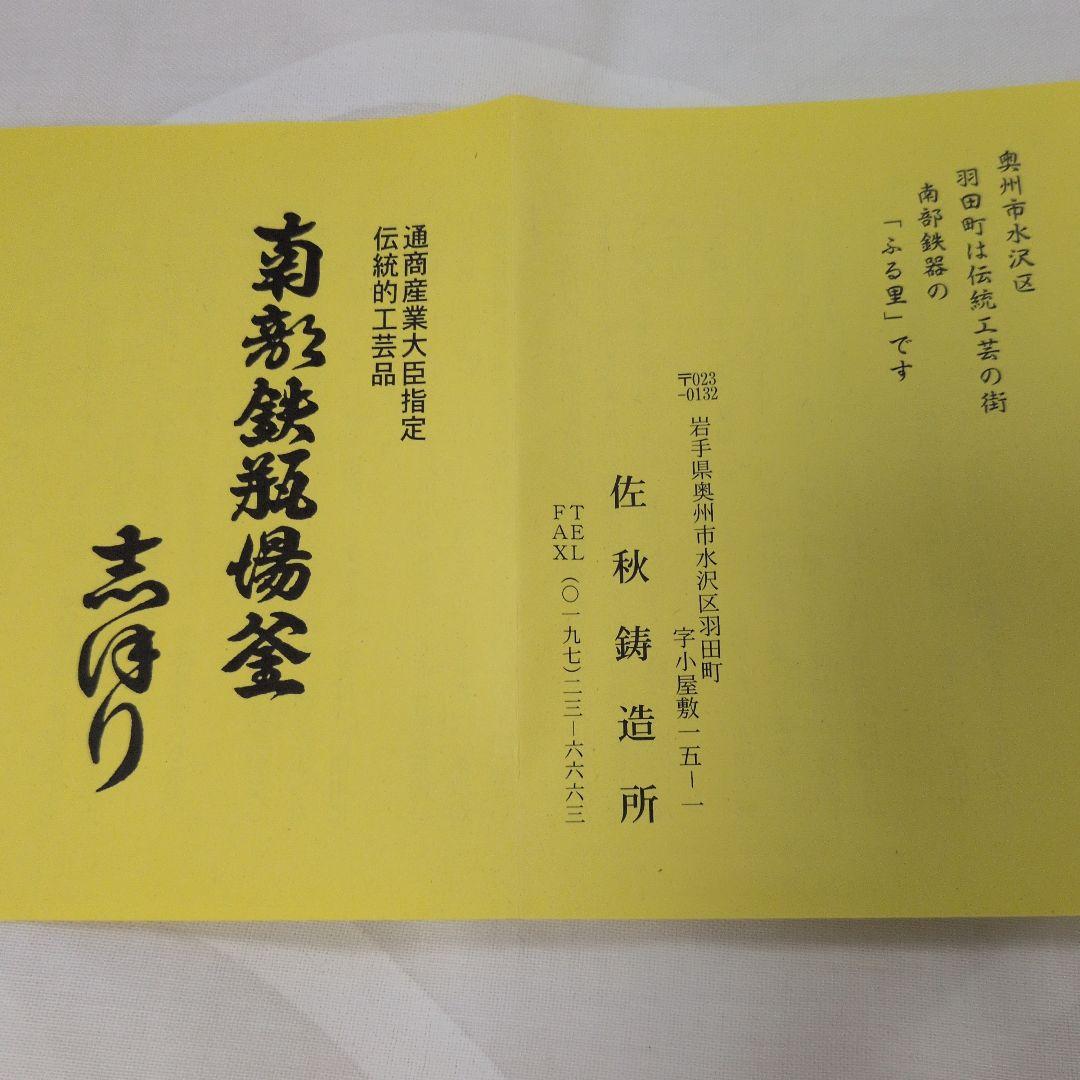 奥州市水沢区
羽田町は伝統工芸の街
南部鉄器の
「ふる里」です
〒023-0132
岩手県奥州市水沢区羽田町
字小屋敷一五ー一
佐秋鋳造所
TEL
FAX
(〇一九七)二三ー六六六三
通商産業大臣指定
伝統的工芸品
南部鉄瓶場釜
志ほり